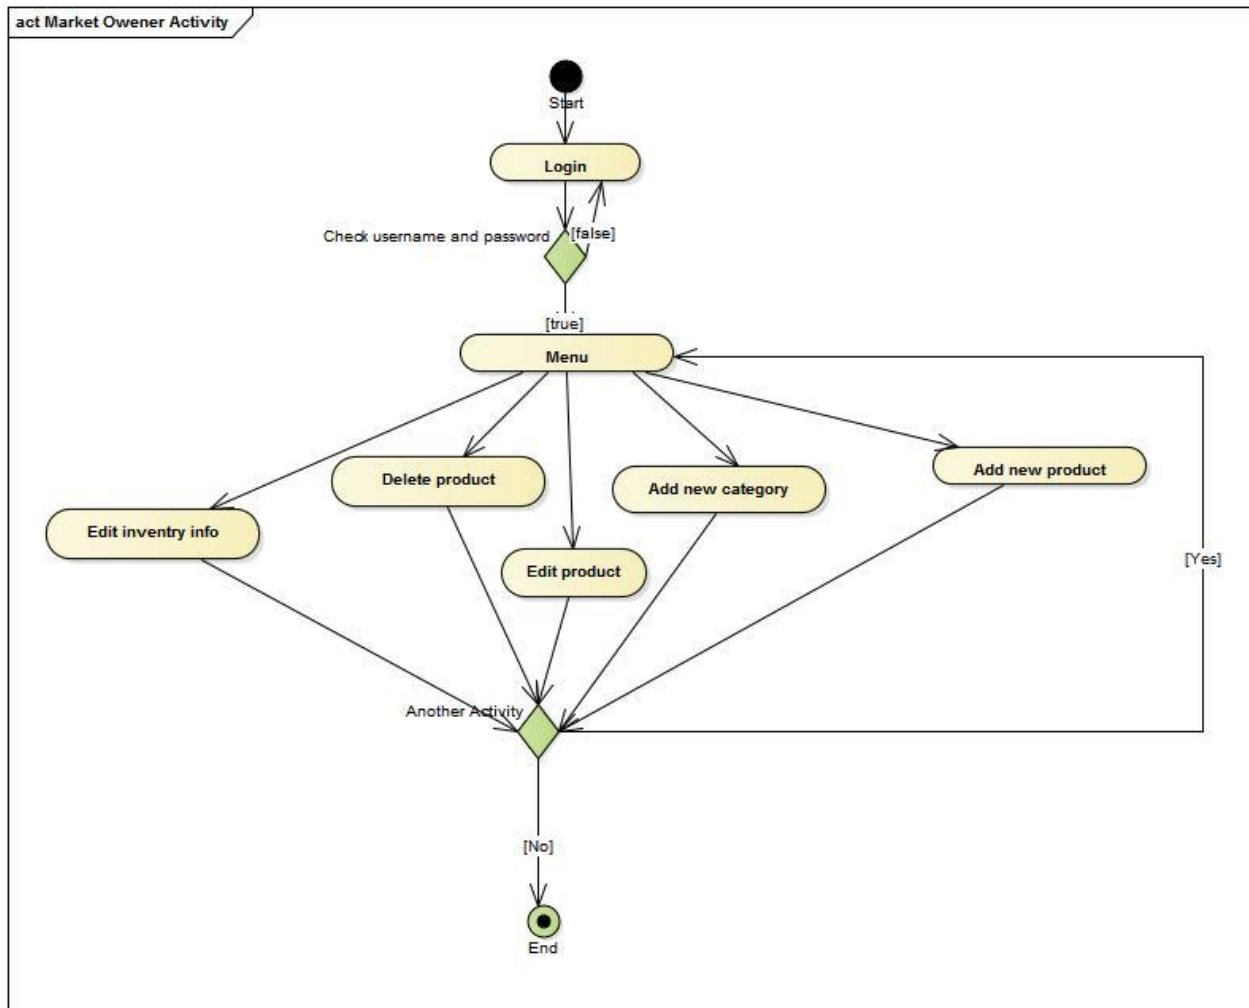 act Market Owener Activity
Start
Login
Check username and password
[false]
[true]
Menu
Delete product
Add new category
Add new product
Edit inventry info
Edit product
[Yes]
Another Activity
[No]
End